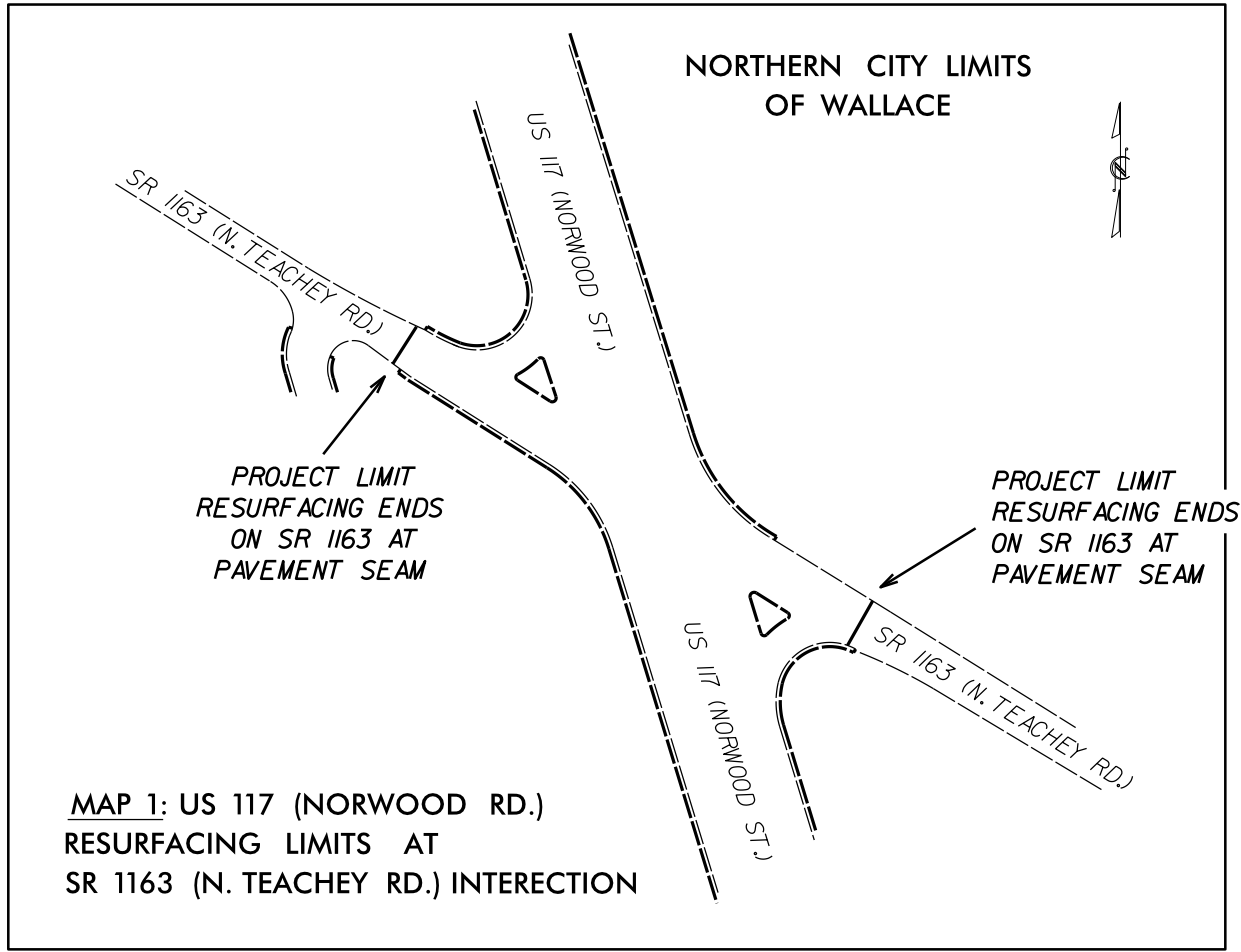 NORTHERN CITY LIMITS
OF WALLACE
US 117 (NORWOOD ST.)
SR 1163 (N. TEACHEY RD.)
PROJECT LIMIT
RESURFACING ENDS
ON SR 1163 AT
PAVEMENT SEAM
PROJECT LIMIT
RESURFACING ENDS
ON SR 1163 AT
PAVEMENT SEAM
US 117 (NORWOOD ST.)
SR 1163 (N. TEACHEY RD.)
MAP 1: US 117 (NORWOOD RD.)
RESURFACING LIMITS AT
SR 1163 (N. TEACHEY RD.) INTERECTION